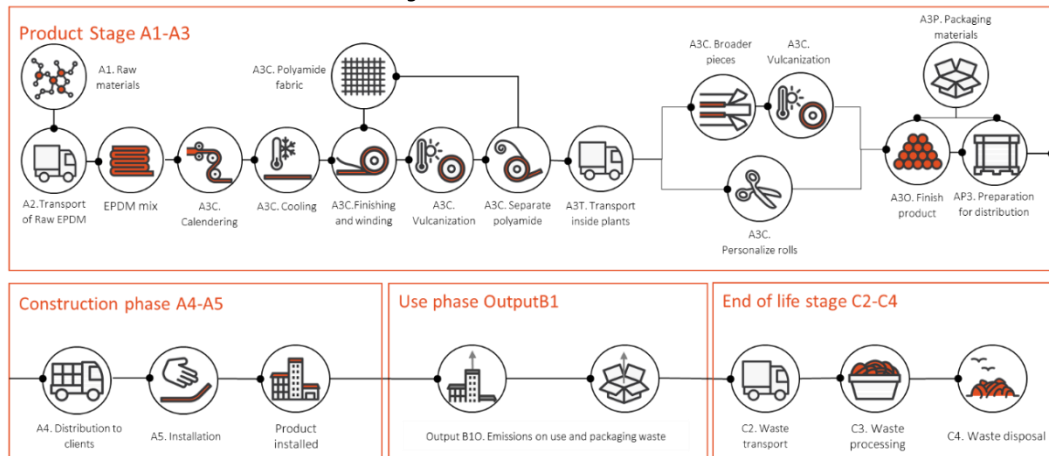 Product Stage A1-A3
A1. Raw
materials
A3C. Polyamide
fabric
A3C. Broader
pieces
A3C.
Vulcanization
A3P. Packaging
materials
A2.Transport
of Raw EPDM
EPDM mix
A3C.
Calendering
A3C. Cooling
A3C.Finishing
and winding
A3C.
Vulcanization
A3C. Separate
polyamide
A3T. Transport
inside plants
A3C.
Personalize rolls
A3O. Finish
product
AP3. Preparation
for distribution
Construction phase A4-A5
A4. Distribution to
clients
A5. Installation
Product
installed
Use phase OutputB1
Output B1O. Emissions on use and packaging waste
End of life stage C2-C4
C2. Waste
transport
C3. Waste
processing
C4. Waste disposal